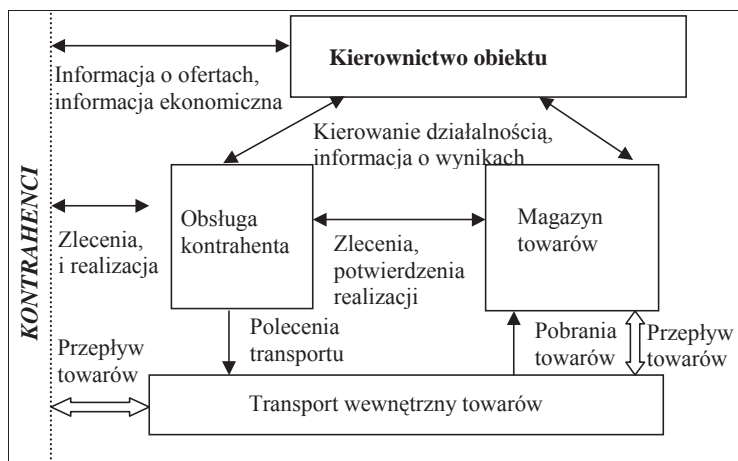 Kierownictwo obiektu
Informacja o ofertach,
informacja ekonomiczna
Kierowanie działalnością,
informacja o wynikach
KONTRAHENCI
Obsługa
kontrahenta
Magazyn
towarów
Zlecenia,
i realizacja
Zlecenia,
potwierdzenia
realizacji
Polecenia
transportu
Pobrania
towarów
Przepływ
towarów
Przepływ
towarów
Transport wewnętrzny towarów